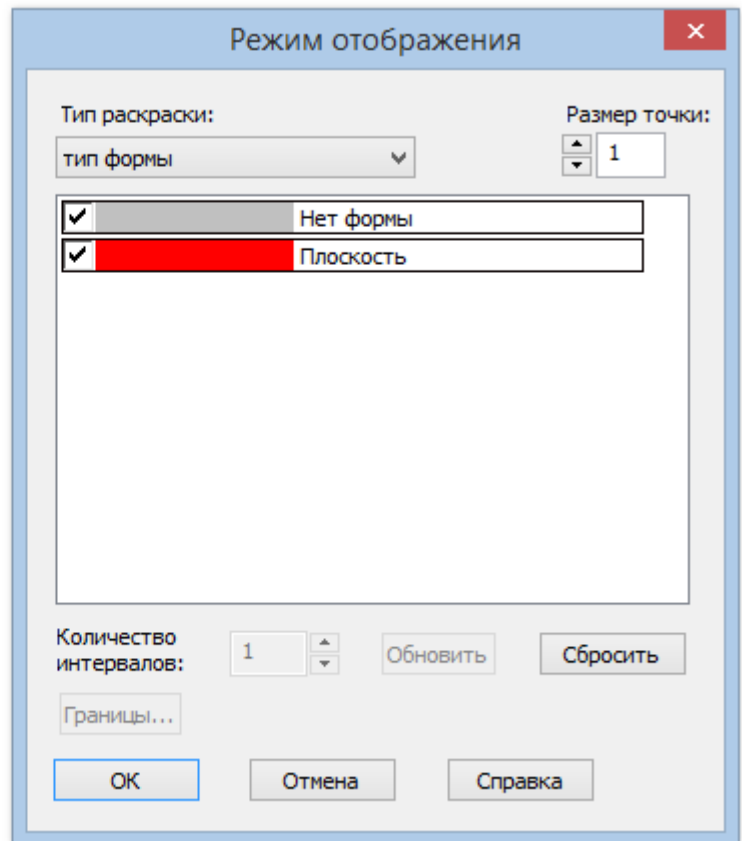 Режим отображения
Тип раскраски:
Размер точки:
тип формы
1
Нет формы
Плоскость
Количество
интервалов:
1
Обновить
Сбросить
Границы...
ОК
Отмена
Справка